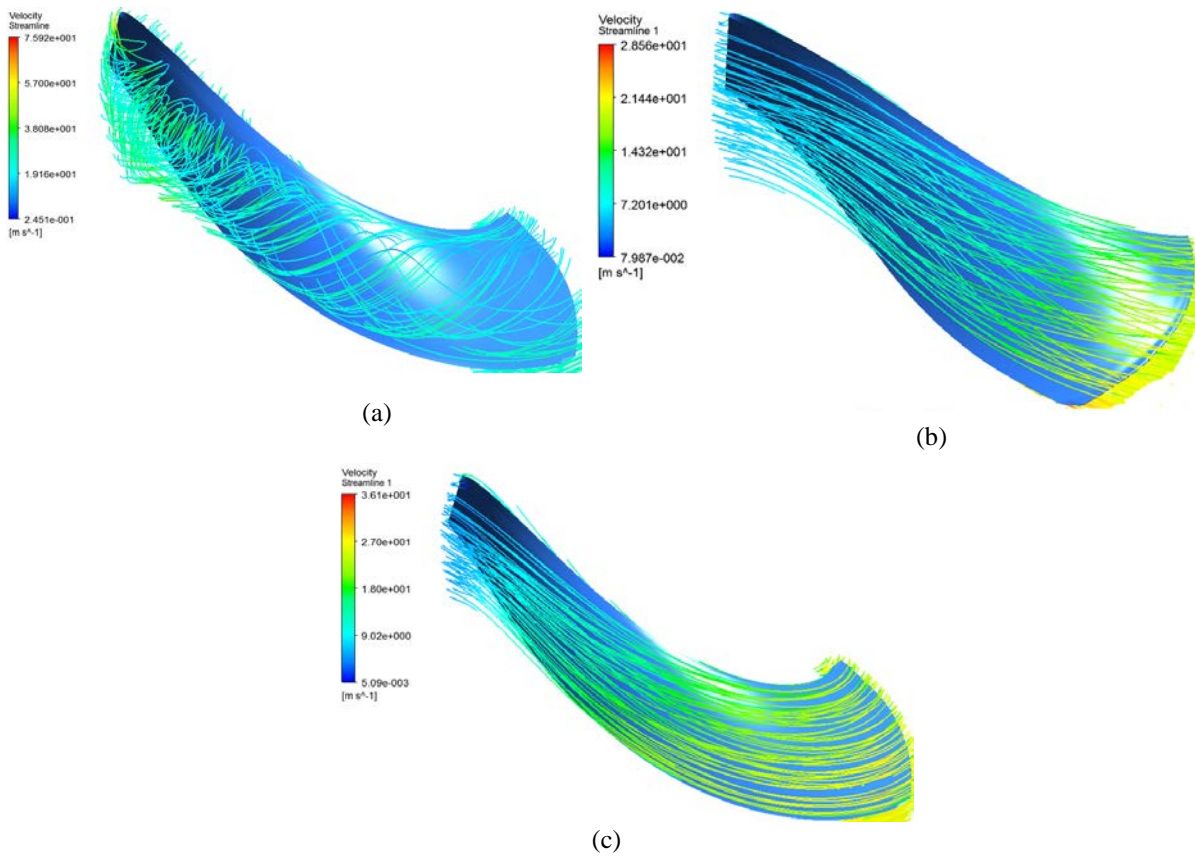 Velocity
Streamline
7.592e+001
5.700e+001
3.808e+001
1.916e+001
2.451e-001
[m s^-1]
(a)
Velocity
Streamline 1
2.856e+001
2.144e+001
1.432e+001
7.201e+000
7.987e-002
[m s^-1]
(b)
Velocity
Streamline 1
3.61e+001
2.70e+001
1.80e+001
9.02e+000
5.09e-003
[m s^-1]
(c)